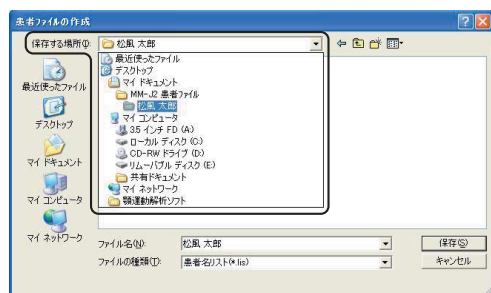 患者ファイルの作成
保存する場所(I):
松風 太郎
最近使ったファイル
デスクトップ
マイ ドキュメント
MM-J2 患者ファイル
松風 太郎
マイ コンピュータ
3.5 インチ FD (A:)
ローカル ディスク (C:)
CD-RW ドライブ (D:)
リムーバブル ディスク (E:)
共有ドキュメント
マイ ネットワーク
顎運動解析ソフト
最近使ったファイル
デスクトップ
マイ ドキュメント
マイ コンピュータ
マイ ネットワーク
ファイル名(N):
松風 太郎
保存(S)
ファイルの種類(T):
患者名リスト(*.lis)
キャンセル